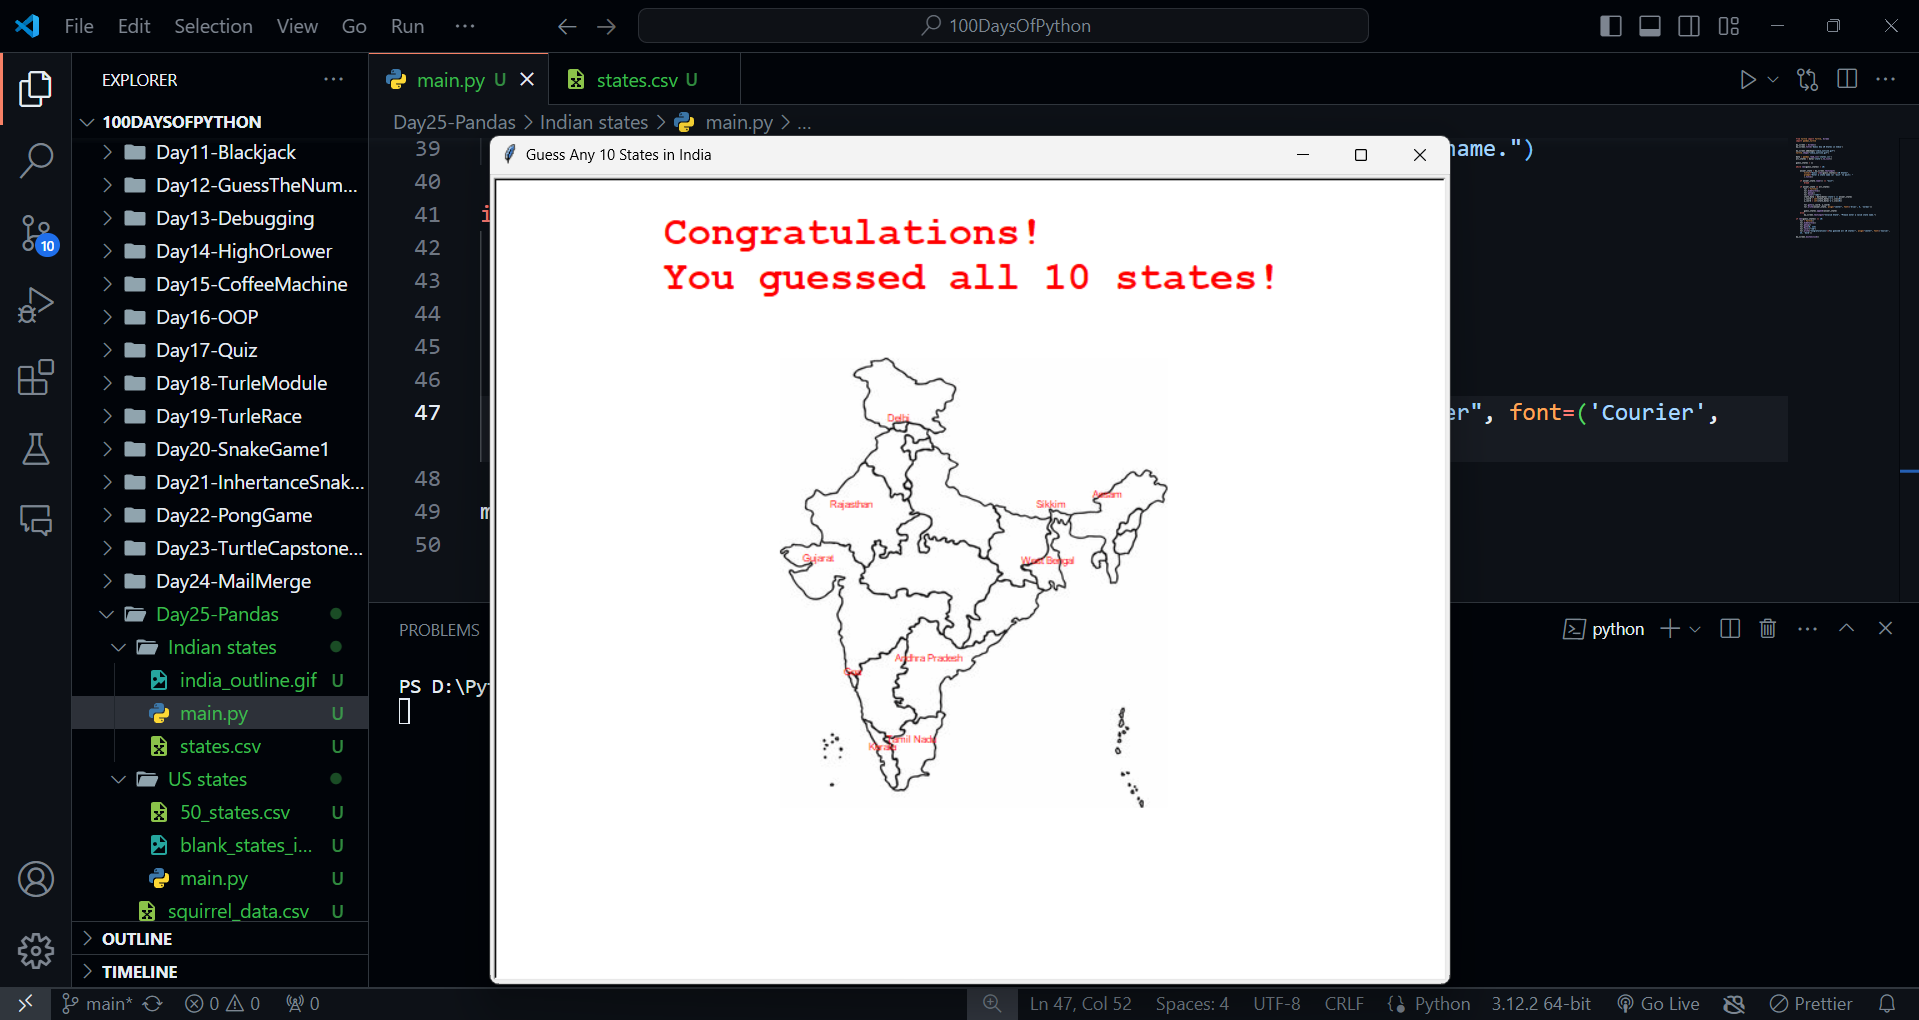 File Edit Selection View Go Run ···
100DaysOfPython
EXPLORER ···
100DAYSOFPYTHON
Day11-Blackjack
Day12-GuessTheNum...
Day13-Debugging
Day14-HighOrLower
Day15-CoffeeMachine
Day16-OOP
Day17-Quiz
Day18-TurleModule
Day19-TurleRace
Day20-SnakeGame1
Day21-InhertanceSnak...
Day22-PongGame
Day23-TurtleCapstone...
Day24-MailMerge
Day25-Pandas
Indian states
india_outline.gif U
main.py U
states.csv U
US states
50_states.csv U
blank_states_i... U
main.py U
squirrel_data.csv U
OUTLINE
TIMELINE
10
main.py U
states.csv U
Day25-Pandas > Indian states > main.py > ...
39 name.")
40
41 i
42
43
44
45
46
47 er", font=('Courier',
48
49 m
50
Guess Any 10 States in India
Congratulations!
You guessed all 10 states!
Delhi
Rajasthan
Sikkim
Assam
Gujarat
West Bengal
Andhra Pradesh
Goa
Tamil Nadu
Kerala
PROBLEMS
python
PS D:\Py
main* 0 0 0
Ln 47, Col 52 Spaces: 4 UTF-8 CRLF Python 3.12.2 64-bit Go Live Prettier